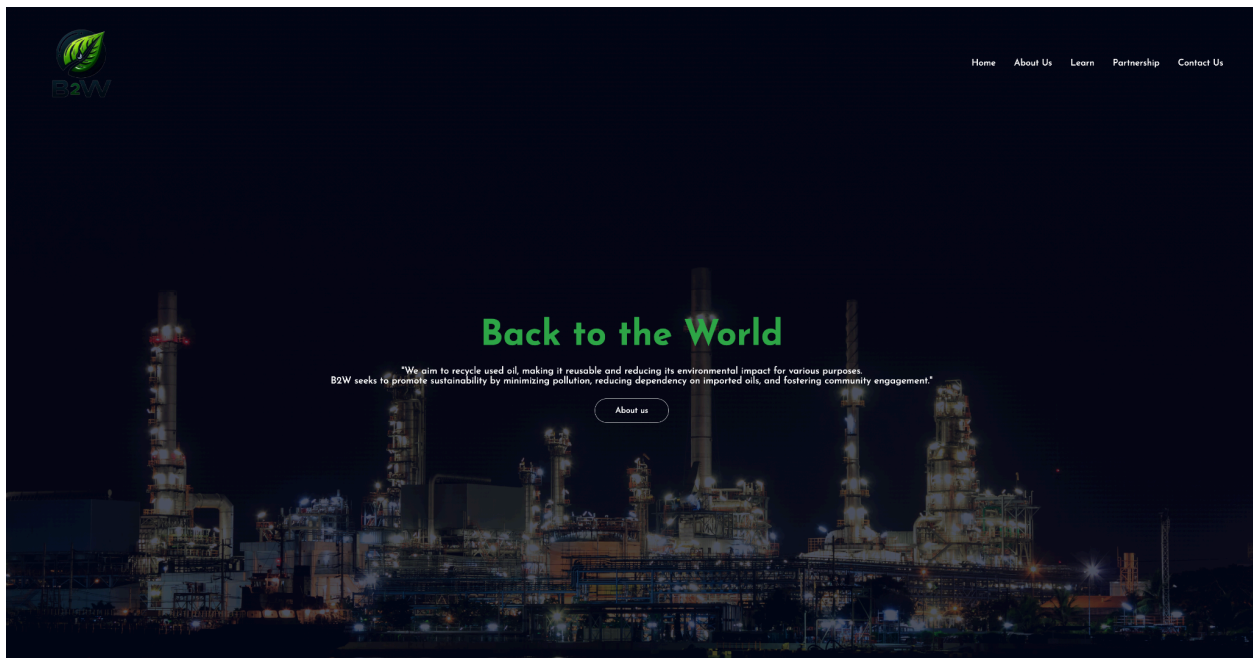 B2W
Home About Us Learn Partnership Contact Us
Back to the World
"We aim to recycle used oil, making it reusable and reducing its environmental impact for various purposes.
B2W seeks to promote sustainability by minimizing pollution, reducing dependency on imported oils, and fostering community engagement."
About us